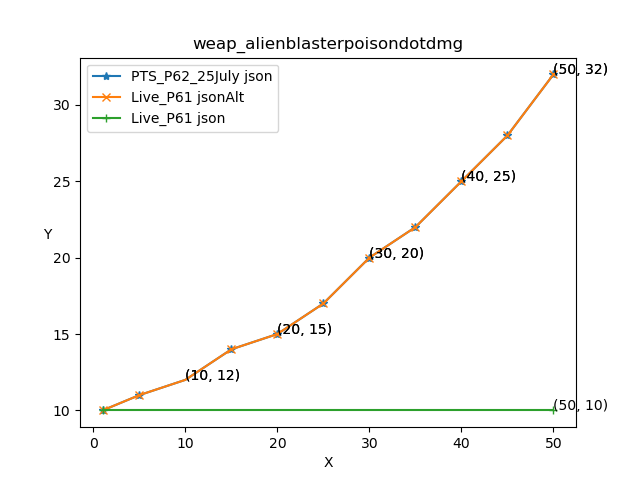 weap_alienblasterpoisondotdmg
PTS_P62_25July json
Live_P61 jsonAlt
Live_P61 json
(50, 32)
(40, 25)
(30, 20)
(20, 15)
(10, 12)
(50, 10)
30
25
20
15
10
Y
0
10
20
30
40
50
X